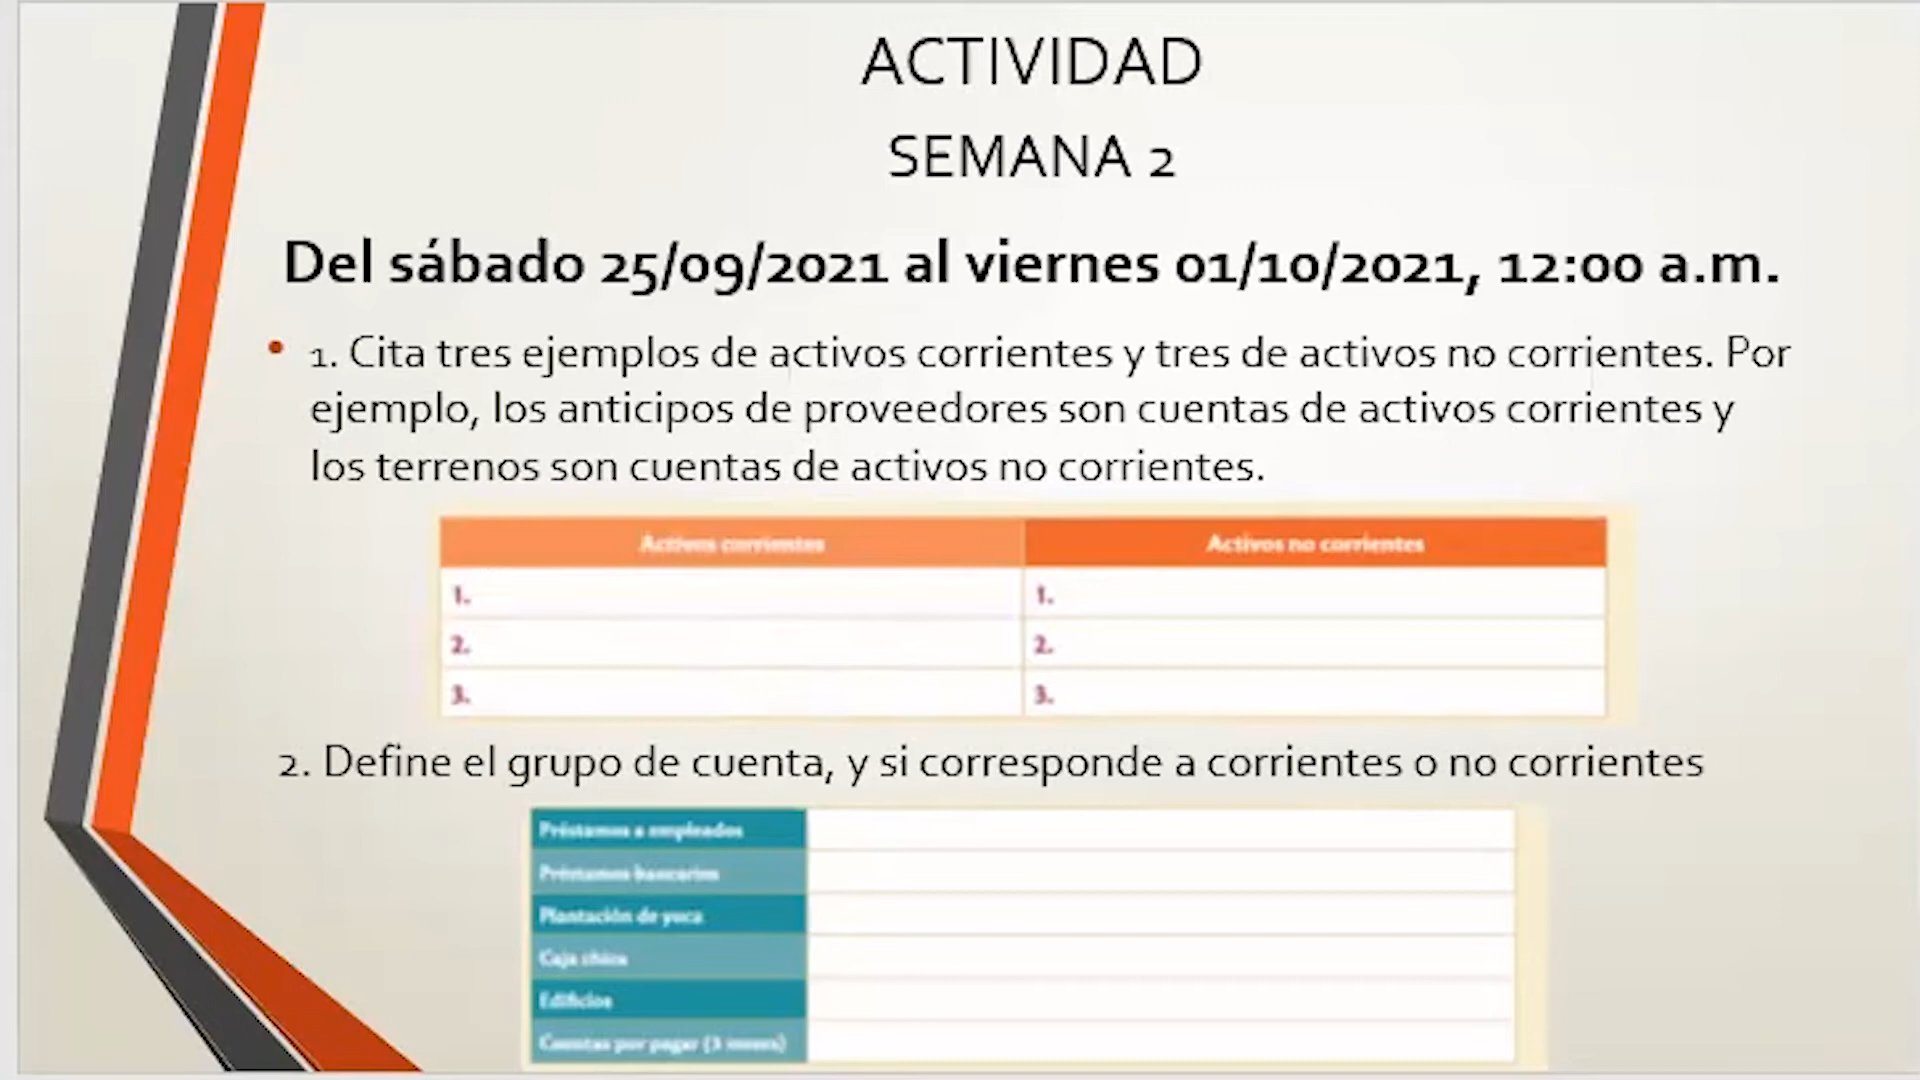 ACTIVIDAD
SEMANA 2
Del sábado 25/09/2021 al viernes 01/10/2021, 12:00 a.m.
• 1. Cita tres ejemplos de activos corrientes y tres de activos no corrientes. Por
ejemplo, los anticipos de proveedores son cuentas de activos corrientes y
los terrenos son cuentas de activos no corrientes.
Activos corrientes Activos no corrientes
1. 1.
2. 2.
3. 3.
2. Define el grupo de cuenta, y si corresponde a corrientes o no corrientes
Préstamos a empleados
Préstamos bancarios
Plantación de yuca
Caja chica
Edificios
Cuentas por pagar (3 meses)